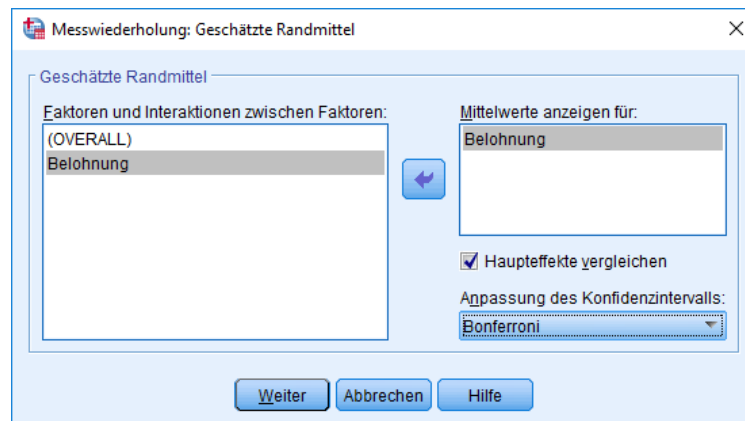 Messwiederholung: Geschätzte Randmittel
Geschätzte Randmittel
Faktoren und Interaktionen zwischen Faktoren:
(OVERALL)
Belohnung
Mittelwerte anzeigen für:
Belohnung
Haupteffekte vergleichen
Anpassung des Konfidenzintervalls:
Bonferroni
Weiter
Abbrechen
Hilfe